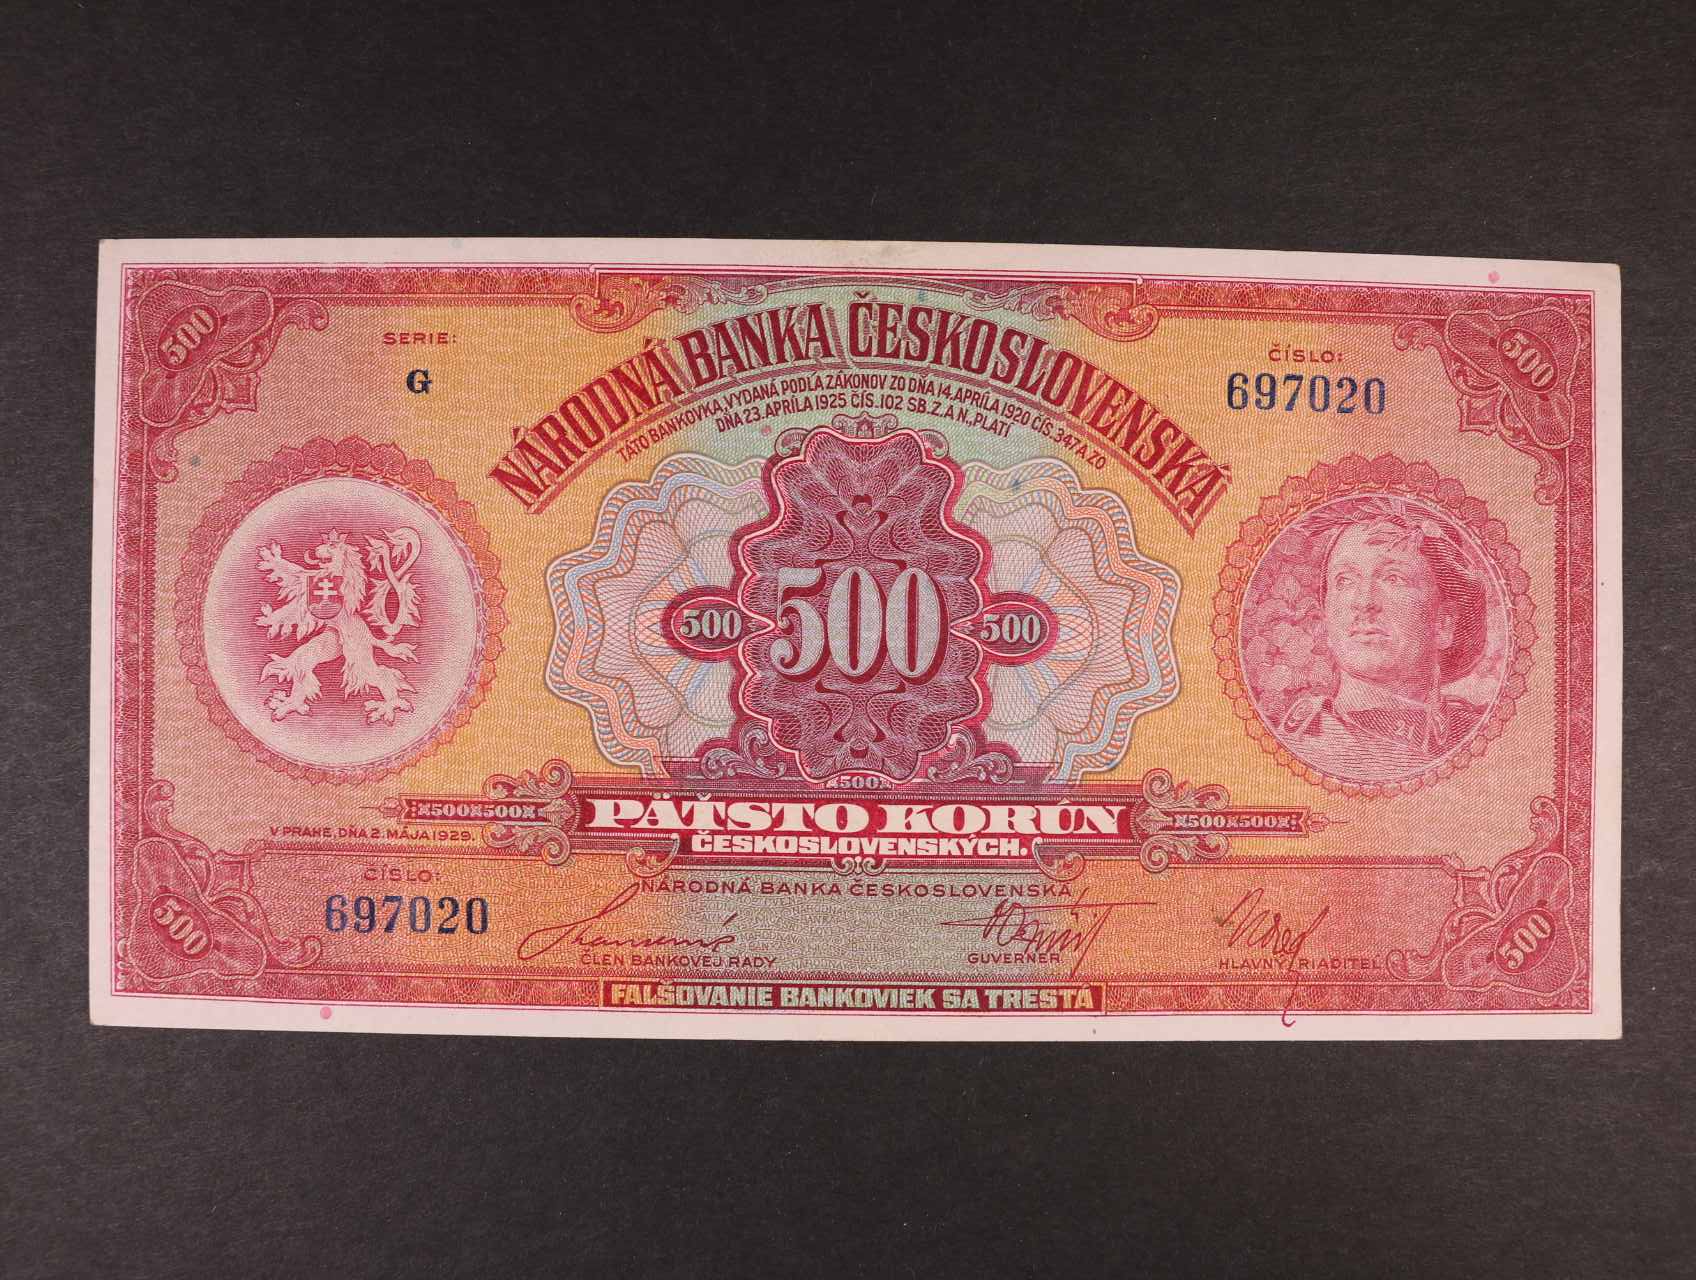 500
500
SERIE:
G
NÁRODNÁ BANKA ČESKOSLOVENSKÁ
TÁTO BANKOVKA, VYDANÁ PODĽA ZÁKONOV ZO DŇA 14. APRÍLA 1920 ČÍS. 347/A ZO
DŇA 23. APRÍLA 1925 ČÍS. 102 SB. Z. A N., PLATÍ
ČÍSLO:
697020
500
500
500
500
PÄŤSTO KORÚN
ČESKOSLOVENSKÝCH.
500 500
500 500
V PRAHE, DŇA 2. MÁJA 1929.
ČÍSLO:
697020
NÁRODNÁ BANKA ČESKOSLOVENSKÁ
ČLEN BANKOVEJ RADY
GUVERNER
HLAVNÝ RIADITEĽ
500
500
FALŠOVANIE BANKOVIEK SA TRESTÁ